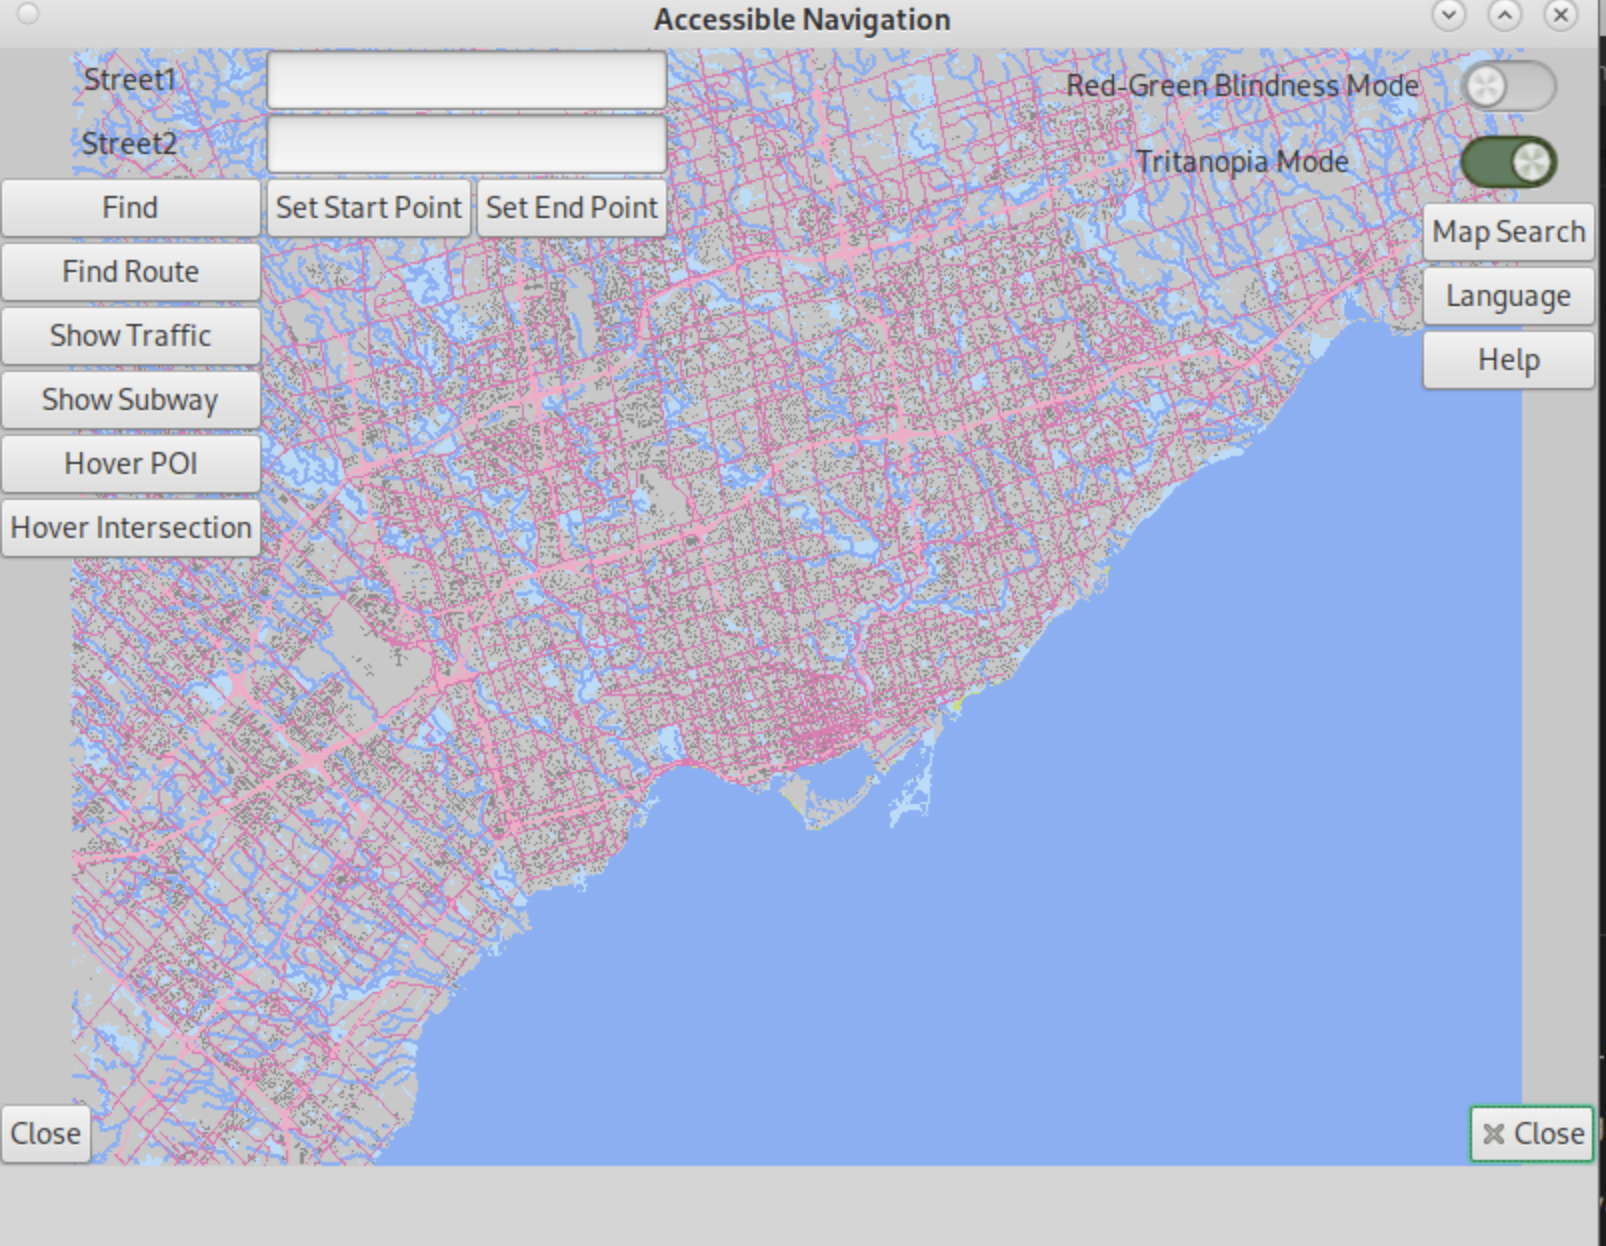 Accessible Navigation
Street1
Red-Green Blindness Mode
Street2
Tritanopia Mode
Find
Set Start Point
Set End Point
Map Search
Find Route
Language
Show Traffic
Help
Show Subway
Hover POI
Hover Intersection
Close
Close